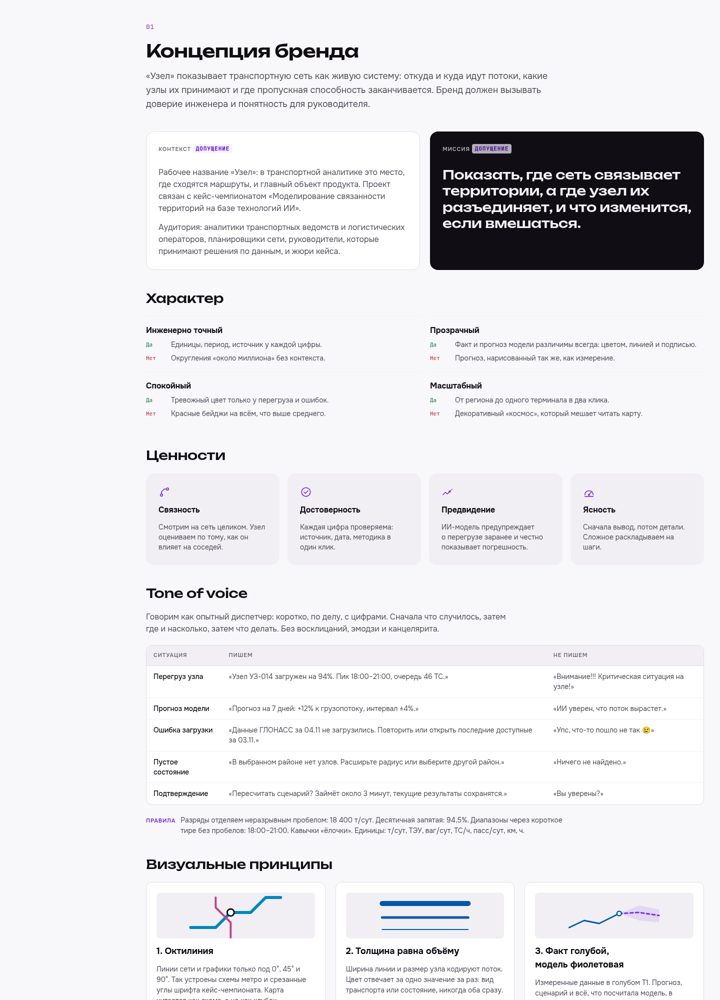 01
Концепция бренда
«Узел» показывает транспортную сеть как живую систему: откуда и куда идут потоки, какие
узлы их принимают и где пропускная способность заканчивается. Бренд должен вызывать
доверие инженера и понятность для руководителя.
КОНТЕКСТ ДОПУЩЕНИЕ
Рабочее название «Узел»: в транспортной аналитике это место,
где сходятся маршруты, и главный объект продукта. Проект
связан с кейс-чемпионатом «Моделирование связанности
территорий на базе технологий ИИ».
Аудитория: аналитики транспортных ведомств и логистических
операторов, планировщики сети, руководители, которые
принимают решения по данным, и жюри кейса.
МИССИЯ ДОПУЩЕНИЕ
Показать, где сеть связывает
территории, а где узел их
разъединяет, и что изменится,
если вмешаться.
Характер
Инженерно точный
Да Единицы, период, источник у каждой цифры.
Нет Округления «около миллиона» без контекста.
Прозрачный
Да Факт и прогноз модели различимы всегда: цветом, линией и подписью.
Нет Прогноз, нарисованный так же, как измерение.
Спокойный
Да Тревожный цвет только у перегруза и ошибок.
Нет Красные бейджи на всём, что выше среднего.
Масштабный
Да От региона до одного терминала в два клика.
Нет Декоративный «космос», который мешает читать карту.
Ценности
Связность
Смотрим на сеть целиком. Узел
оцениваем по тому, как он
влияет на соседей.
Достоверность
Каждая цифра проверяема:
источник, дата, методика в
один клик.
Предвидение
ИИ-модель предупреждает
о перегрузе заранее и честно
показывает погрешность.
Ясность
Сначала вывод, потом детали.
Сложное раскладываем на
шаги.
Tone of voice
Говорим как опытный диспетчер: коротко, по делу, с цифрами. Сначала что случилось, затем
где и насколько, затем что делать. Без восклицаний, эмодзи и канцелярита.
СИТУАЦИЯ ПИШЕМ НЕ ПИШЕМ
Перегруз узла «Узел УЗ-014 загружен на 94%. Пик 18:00–21:00, очередь 46 ТС.» «Внимание!!! Критическая ситуация на
узле!»
Прогноз модели «Прогноз на 7 дней: +12% к грузопотоку, интервал ±4%.» «ИИ уверен, что поток вырастет.»
Ошибка загрузки «Данные ГЛОНАСС за 04.11 не загрузились. Повторить или открыть последние доступные
за 03.11.» «Упс, что-то пошло не так 😢»
Пустое
состояние «В выбранном районе нет узлов. Расширьте радиус или выберите другой район.» «Ничего не найдено.»
Подтверждение «Пересчитать сценарий? Займёт около 3 минут, текущие результаты сохранятся.» «Вы уверены?»
ПРАВИЛА Разряды отделяем неразрывным пробелом: 18 400 т/сут. Десятичная запятая: 94,5%. Диапазоны через короткое
тире без пробелов: 18:00–21:00. Кавычки «ёлочки». Единицы: т/сут, ТЭУ, ваг/сут, ТС/ч, пасс/сут, км, ч.
Визуальные принципы
1. Октилиния
Линии сети и графики только под 0°, 45° и
90°. Так устроены схемы метро и срезанные
углы шрифта кейс-чемпионата. Карта
2. Толщина равна объёму
Ширина линии и размер узла кодируют поток.
Цвет отвечает за одно значение за раз: вид
транспорта или состояние, никогда оба сразу.
3. Факт голубой,
модель фиолетовая
Измеренные данные в голубом Т1. Прогноз,
сценарий и всё, что посчитала модель, в